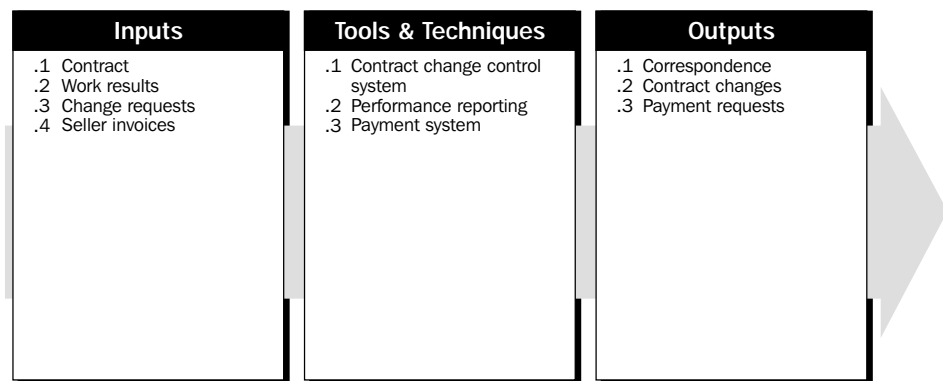 Inputs
.1 Contract
.2 Work results
.3 Change requests
.4 Seller invoices
Tools & Techniques
.1 Contract change control
system
.2 Performance reporting
.3 Payment system
Outputs
.1 Correspondence
.2 Contract changes
.3 Payment requests